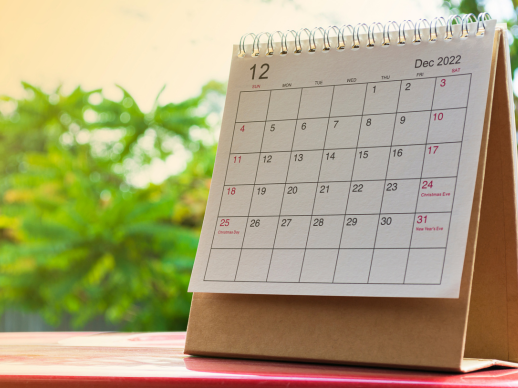 12 Dec 2022
SUN MON TUE WED THU FRI SAT
1 2 3
4 5 6 7 8 9 10
11 12 13 14 15 16 17
18 19 20 21 22 23 24
Christmas Eve
25 26 27 28 29 30 31
Christmas Eve New Year's Eve